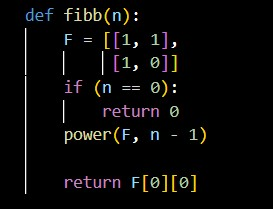 def fibb(n):
    F = [[1, 1],
         [1, 0]]
    if (n == 0):
        return 0
    power(F, n - 1)

    return F[0][0]